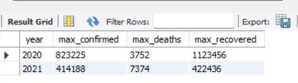 Result Grid Filter Rows: Export:
year max_confirmed max_deaths max_recovered
2020 823225 3752 1123456
2021 414188 7374 422436